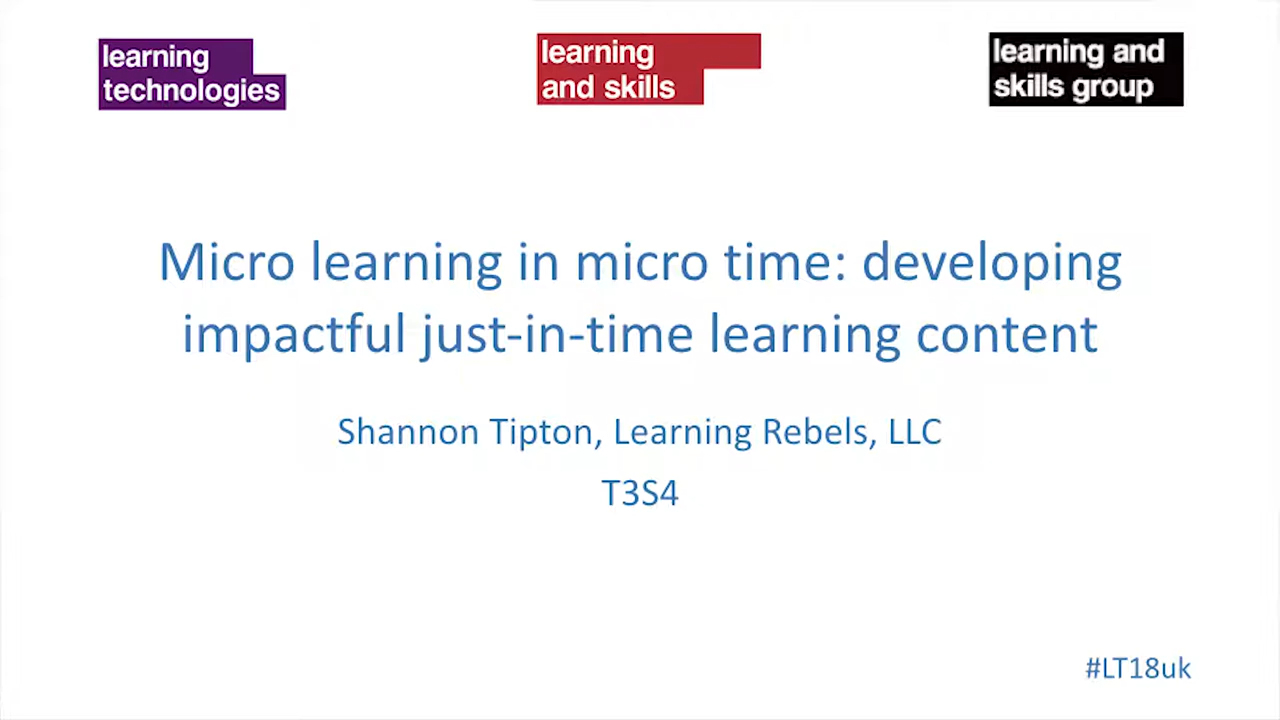 learning
technologies
learning
and skills
learning and
skills group
Micro learning in micro time: developing
impactful just-in-time learning content
Shannon Tipton, Learning Rebels, LLC
T3S4
#LT18uk